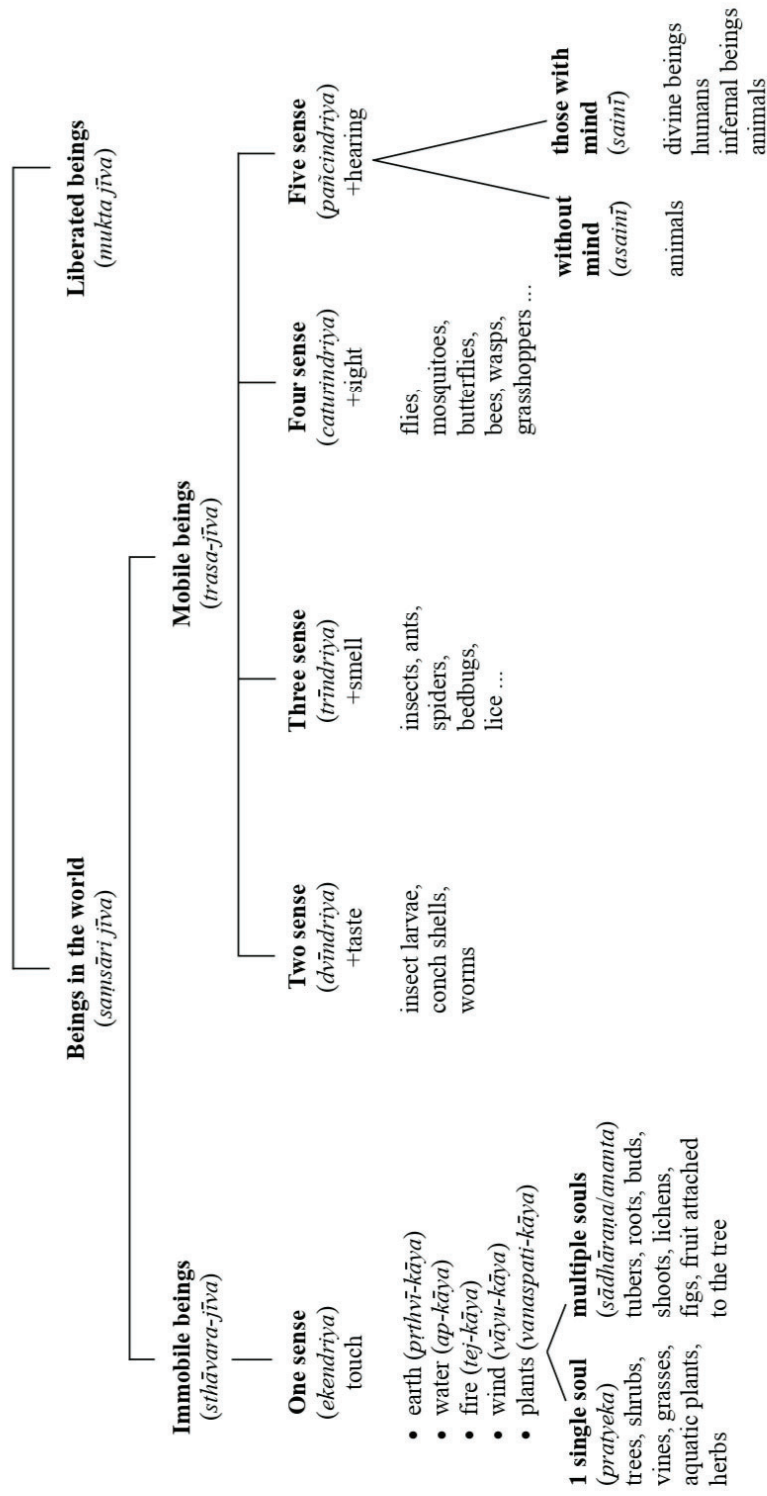 Beings in the world
(saṃsāri jīva)
Liberated beings
(mukta jīva)
Immobile beings
(sthāvara-jīva)
Mobile beings
(trasa-jīva)
One sense
(ekendriya)
touch
• earth (pṛthvī-kāya)
• water (ap-kāya)
• fire (tej-kāya)
• wind (vāyu-kāya)
• plants (vanaspati-kāya)
1 single soul
(pratyeka)
trees, shrubs,
vines, grasses,
aquatic plants,
herbs
multiple souls
(sādhāraṇa/ananta)
tubers, roots, buds,
shoots, lichens,
figs, fruit attached
to the tree
Two sense
(dvīndriya)
+taste
insect larvae,
conch shells,
worms
Three sense
(trīndriya)
+smell
insects, ants,
spiders,
bedbugs,
lice ...
Four sense
(caturindriya)
+sight
flies,
mosquitoes,
butterflies,
bees, wasps,
grasshoppers ...
Five sense
(pañcindriya)
+hearing
without
mind
(asainī)
animals
those with
mind
(sainī)
divine beings
humans
infernal beings
animals